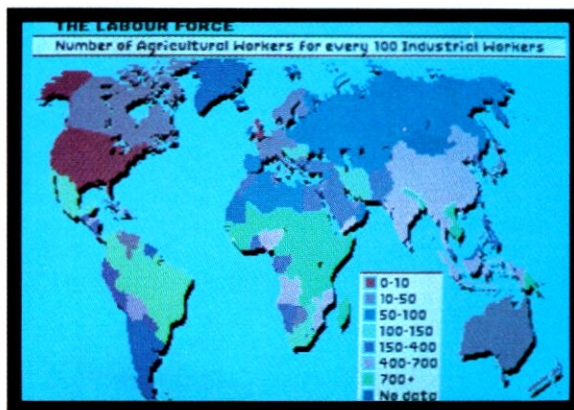 THE LABOUR FORCE
Number of Agricultural Workers for every 100 Industrial Workers
0-10
10-50
50-100
100-150
150-400
400-700
700+
No data